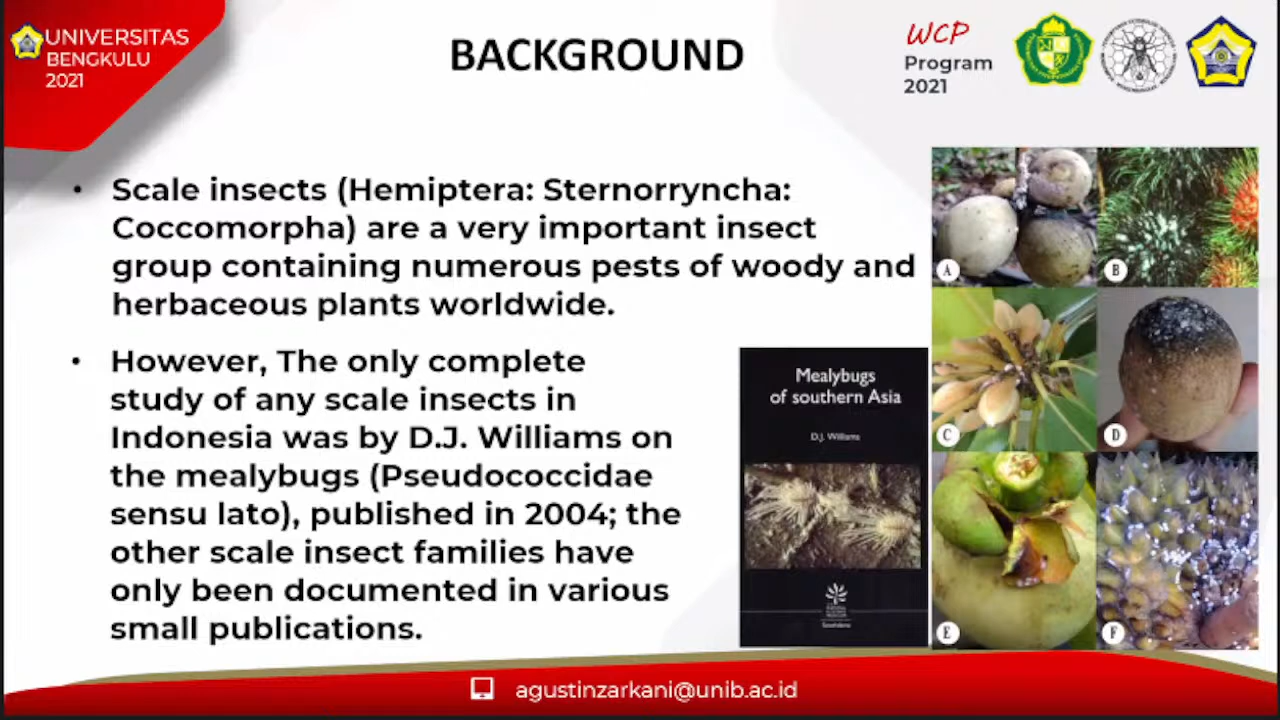 UNIVERSITAS
BENGKULU
2021
BACKGROUND
WCP
Program
2021
• Scale insects (Hemiptera: Sternorryncha:
Coccomorpha) are a very important insect
group containing numerous pests of woody and
herbaceous plants worldwide.
• However, The only complete
study of any scale insects in
Indonesia was by D.J. Williams on
the mealybugs (Pseudococcidae
sensu lato), published in 2004; the
other scale insect families have
only been documented in various
small publications.
Mealybugs
of southern Asia
D.J. Williams
A
B
C
D
E
F
agustinzarkani@unib.ac.id